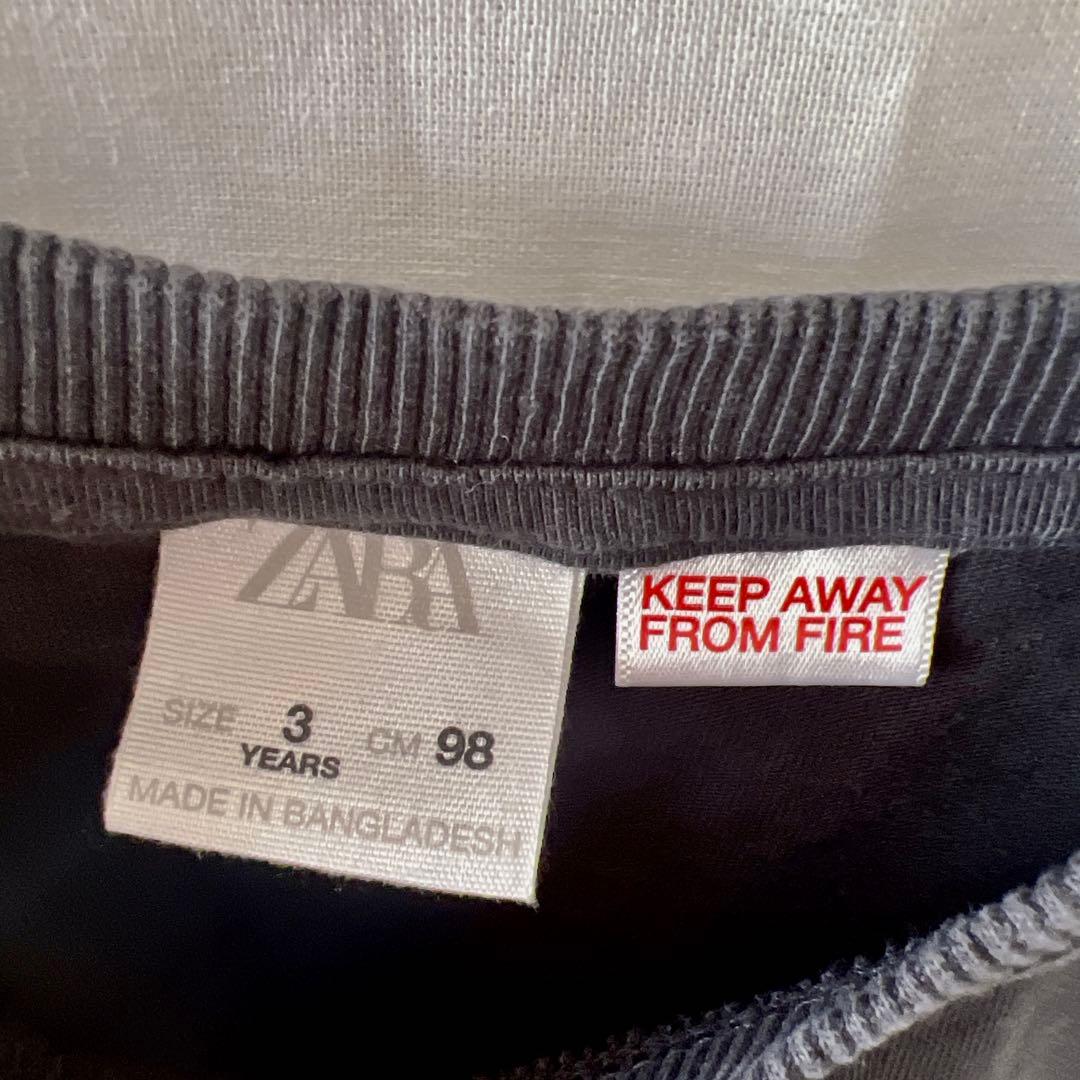 ZARA
SIZE 3 YEARS CM 98
MADE IN BANGLADESH
KEEP AWAY
FROM FIRE